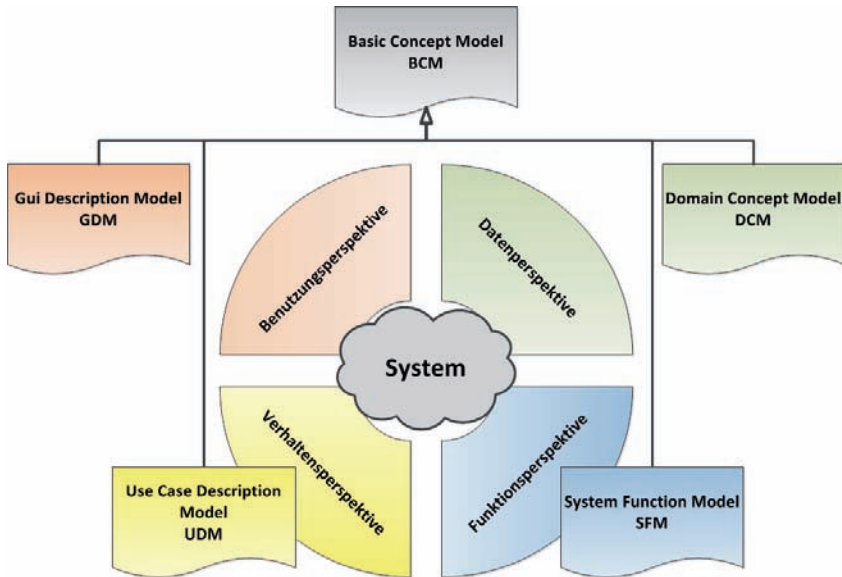 Basic Concept Model
BCM
Gui Description Model
GDM
Domain Concept Model
DCM
Benutzungsperspektive
Datenperspektive
System
Verhaltensperspektive
Funktionsperspektive
Use Case Description
Model
UDM
System Function Model
SFM